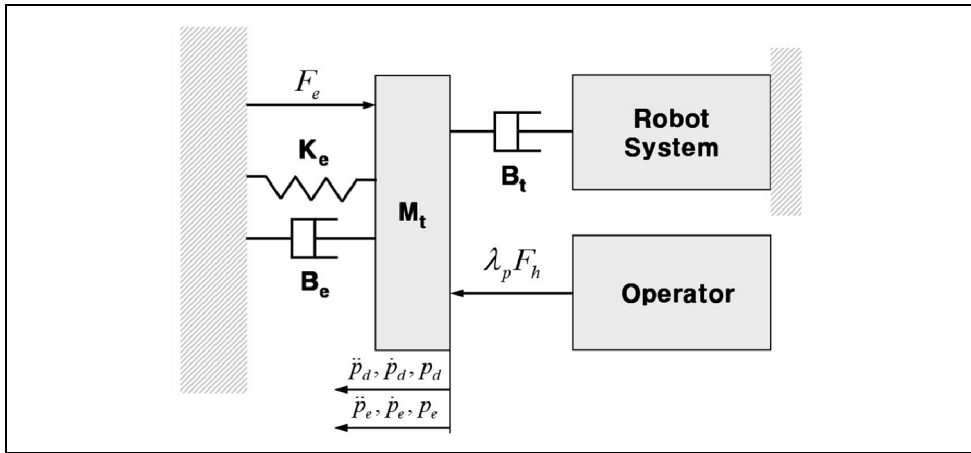 F_e
K_e
B_e
M_t
B_t
Robot
System
λ_p F_h
Operator
p̈_d, ṗ_d, p_d
p̈_e, ṗ_e, p_e